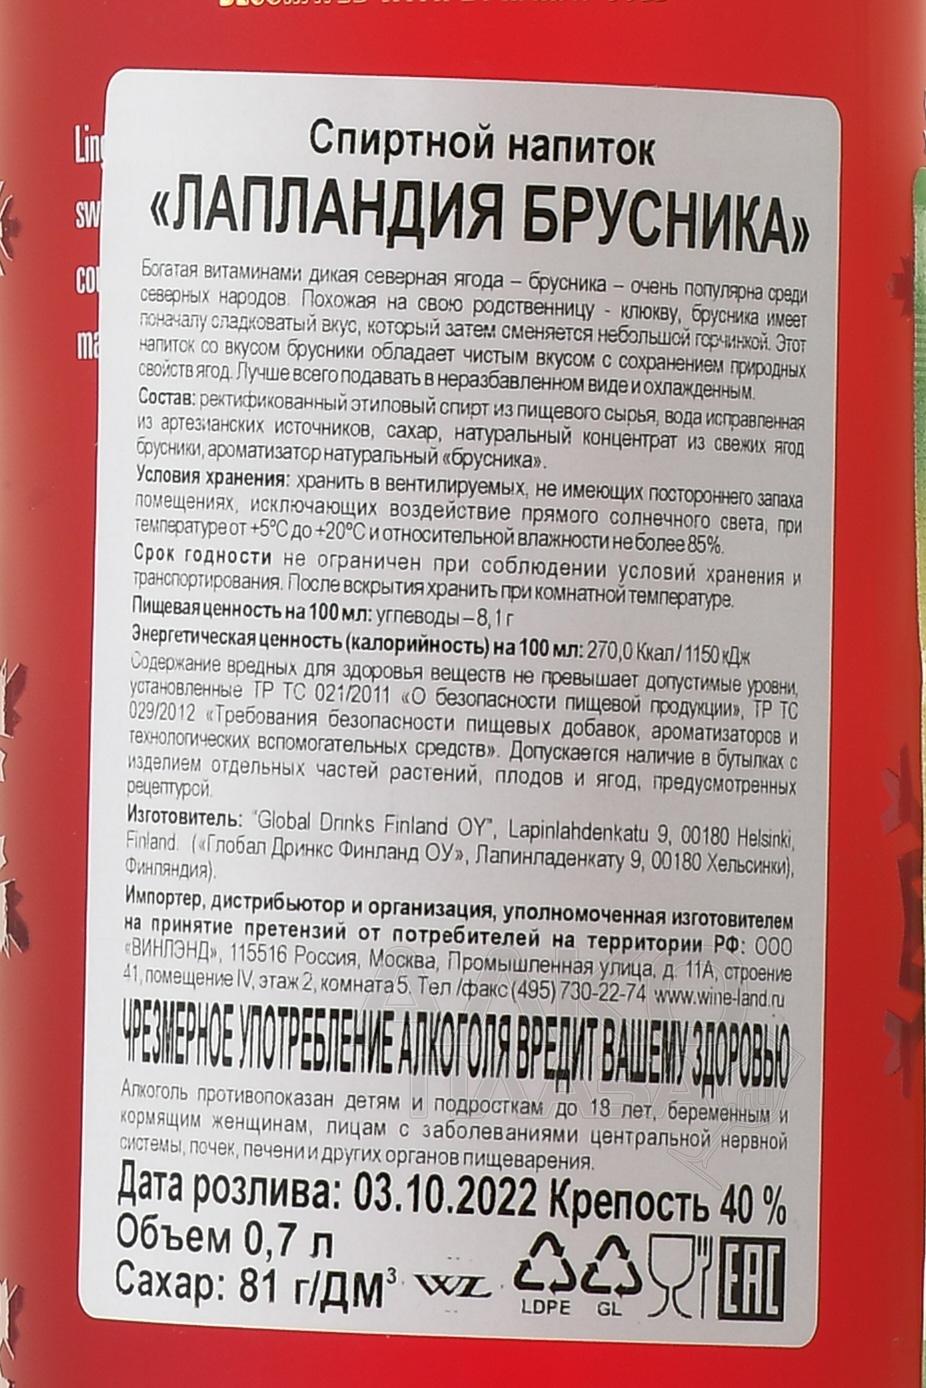 Спиртной напиток
«ЛАПЛАНДИЯ БРУСНИКА»
Богатая витаминами дикая северная ягода – брусника – очень популярна среди
северных народов. Похожая на свою родственницу - клюкву, брусника имеет
поначалу сладковатый вкус, который затем сменяется небольшой горчинкой. Этот
напиток со вкусом брусники обладает чистым вкусом с сохранением природных
свойств ягод. Лучше всего подавать в неразбавленном виде и охлажденным.
Состав: ректификованный этиловый спирт из пищевого сырья, вода исправленная
из артезианских источников, сахар, натуральный концентрат из свежих ягод
брусники, ароматизатор натуральный «брусника».
Условия хранения: хранить в вентилируемых, не имеющих постороннего запаха
помещениях, исключающих воздействие прямого солнечного света, при
температуре от +5°С до +20°С и относительной влажности не более 85%.
Срок годности не ограничен при соблюдении условий хранения и
транспортирования. После вскрытия хранить при комнатной температуре.
Пищевая ценность на 100 мл: углеводы – 8,1 г
Энергетическая ценность (калорийность) на 100 мл: 270,0 Ккал/ 1150 кДж
Содержание вредных для здоровья веществ не превышает допустимые уровни,
установленные ТР ТС 021/2011 «О безопасности пищевой продукции», ТР ТС
029/2012 «Требования безопасности пищевых добавок, ароматизаторов и
технологических вспомогательных средств». Допускается наличие в бутылках с
изделием отдельных частей растений, плодов и ягод, предусмотренных
рецептурой.
Изготовитель: "Global Drinks Finland OY", Lapinlahdenkatu 9, 00180 Helsinki,
Finland. («Глобал Дринкс Финланд ОУ», Лапинладенкату 9, 00180 Хельсинки),
Финляндия).
Импортер, дистрибьютор и организация, уполномоченная изготовителем
на принятие претензий от потребителей на территории РФ: ООО
«ВИНЛЭНД», 115516 Россия, Москва, Промышленная улица, д. 11А, строение
41, помещение IV, этаж 2, комната 5. Тел /факс (495) 730-22-74 www.wine-land.ru
ЧРЕЗМЕРНОЕ УПОТРЕБЛЕНИЕ АЛКОГОЛЯ ВРЕДИТ ВАШЕМУ ЗДОРОВЬЮ
Алкоголь противопоказан детям и подросткам до 18 лет, беременным и
кормящим женщинам, лицам с заболеваниями центральной нервной
системы, почек, печени и других органов пищеварения.
Дата розлива: 03.10.2022 Крепость 40 %
Объем 0,7 л
Сахар: 81 г/ДМ³ WZ LDPE GL EAC